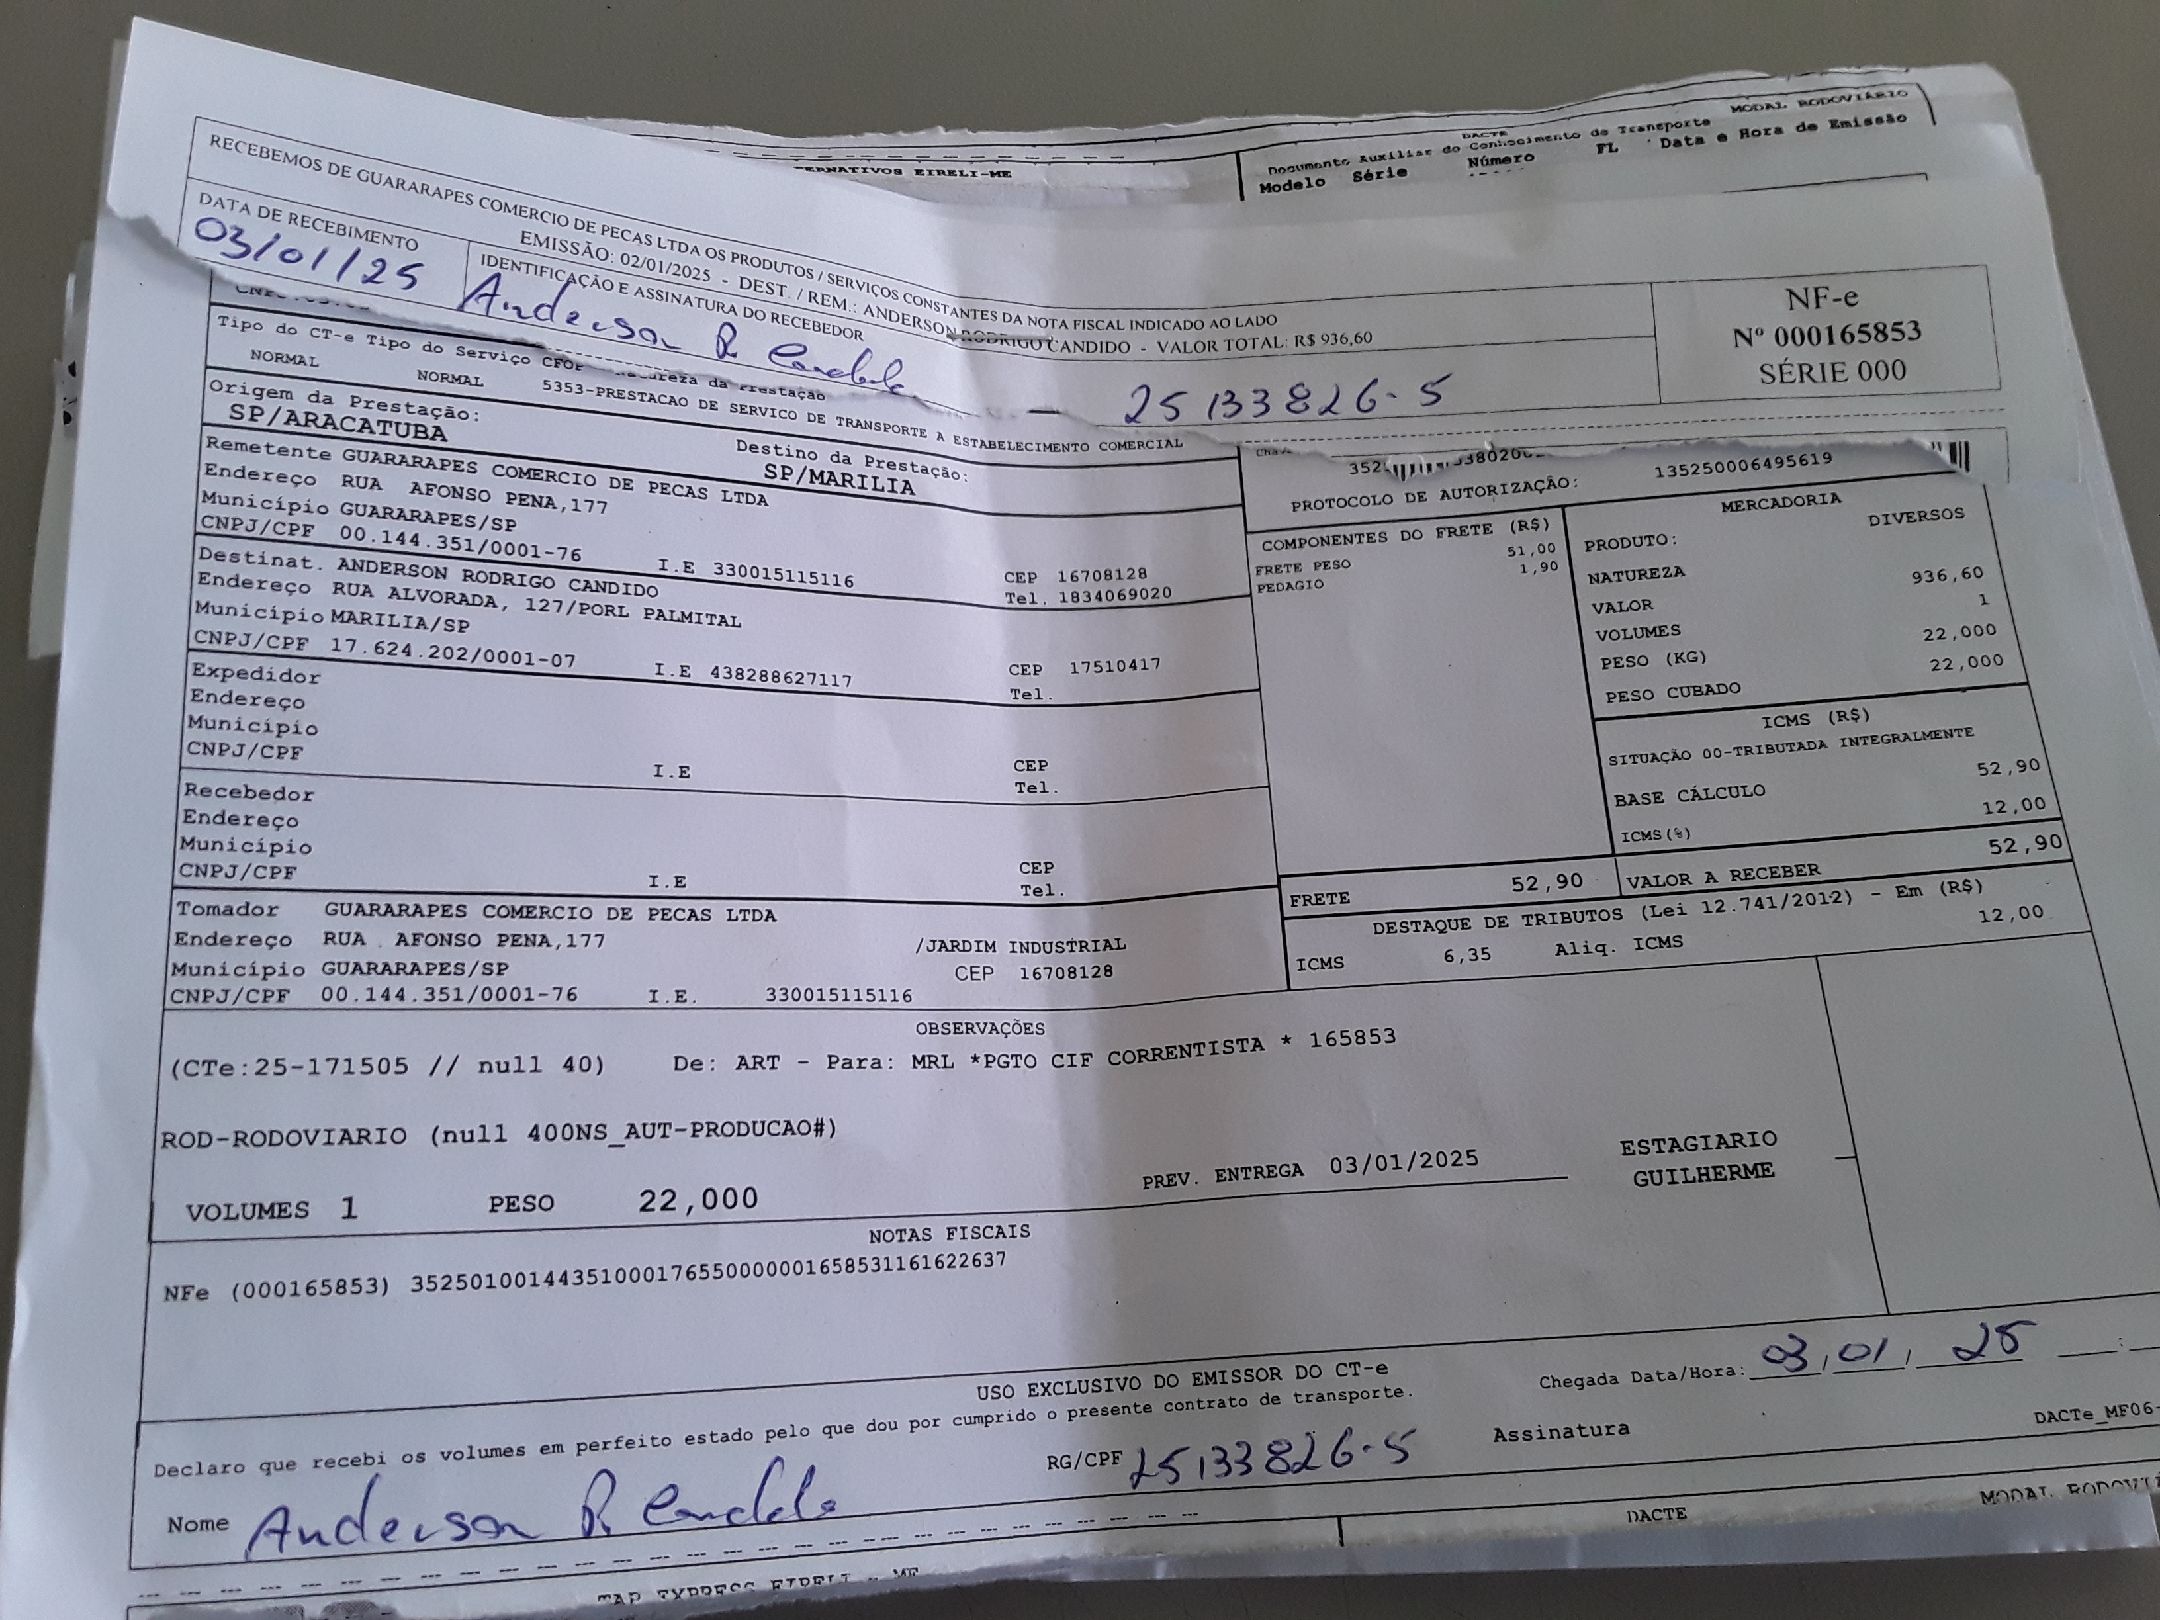 DACTE
MODAL RODOVIÁRIO
Documento Auxiliar do Conhecimento de Transporte
Modelo Série Número FL Data e Hora de Emissão
ERNATIVOS EIRELI-ME
RECEBEMOS DE GUARARAPES COMERCIO DE PECAS LTDA OS PRODUTOS / SERVIÇOS CONSTANTES DA NOTA FISCAL INDICADO AO LADO
EMISSÃO: 02/01/2025 - DEST. / REM.: ANDERSON RODRIGO CANDIDO - VALOR TOTAL: R$ 936,60
DATA DE RECEBIMENTO
03/01/25
IDENTIFICAÇÃO E ASSINATURA DO RECEBEDOR
Anderson R Candido - 25133826-5
NF-e
Nº 000165853
SÉRIE 000
Tipo do CT-e Tipo do Serviço CFOP Natureza da Prestação
NORMAL NORMAL 5353-PRESTACAO DE SERVICO DE TRANSPORTE A ESTABELECIMENTO COMERCIAL
PROTOCOLO DE AUTORIZAÇÃO: 135250006495619
Origem da Prestação: Destino da Prestação:
SP/ARACATUBA SP/MARILIA
Remetente GUARARAPES COMERCIO DE PECAS LTDA
Endereço RUA AFONSO PENA,177
Município GUARARAPES/SP CEP 16708128
CNPJ/CPF 00.144.351/0001-76 I.E 330015115116 Tel. 1834069020
Destinat. ANDERSON RODRIGO CANDIDO
Endereço RUA ALVORADA, 127/PORL PALMITAL
Município MARILIA/SP CEP 17510417
CNPJ/CPF 17.624.202/0001-07 I.E 438288627117 Tel.
Expedidor
Endereço
Município CEP
CNPJ/CPF I.E Tel.
Recebedor
Endereço
Município CEP
CNPJ/CPF I.E Tel.
Tomador GUARARAPES COMERCIO DE PECAS LTDA
Endereço RUA . AFONSO PENA,177 /JARDIM INDUSTRIAL
Município GUARARAPES/SP CEP 16708128
CNPJ/CPF 00.144.351/0001-76 I.E. 330015115116
COMPONENTES DO FRETE (R$)
FRETE PESO 51,00
PEDAGIO 1,90
MERCADORIA
PRODUTO: DIVERSOS
NATUREZA
VALOR 936,60
VOLUMES 1
PESO (KG) 22,000
PESO CUBADO 22,000
ICMS (R$)
SITUAÇÃO 00-TRIBUTADA INTEGRALMENTE
BASE CÁLCULO 52,90
ICMS(%) 12,00
FRETE 52,90 VALOR A RECEBER 52,90
DESTAQUE DE TRIBUTOS (Lei 12.741/2012) - Em (R$)
ICMS 6,35 Aliq. ICMS 12,00
OBSERVAÇÕES
(CTe:25-171505 // null 40) De: ART - Para: MRL *PGTO CIF CORRENTISTA * 165853
ROD-RODOVIARIO (null 400NS_AUT-PRODUCAO#)
VOLUMES 1 PESO 22,000 PREV. ENTREGA 03/01/2025
ESTAGIARIO
GUILHERME
NOTAS FISCAIS
NFe (000165853) 35250100144351000176550000001658531161622637
USO EXCLUSIVO DO EMISSOR DO CT-e
Declaro que recebi os volumes em perfeito estado pelo que dou por cumprido o presente contrato de transporte.
Chegada Data/Hora: 03/01/25 :
Nome Anderson R Candido RG/CPF 25133826-5 Assinatura
DACTe_MF06-
DACTE